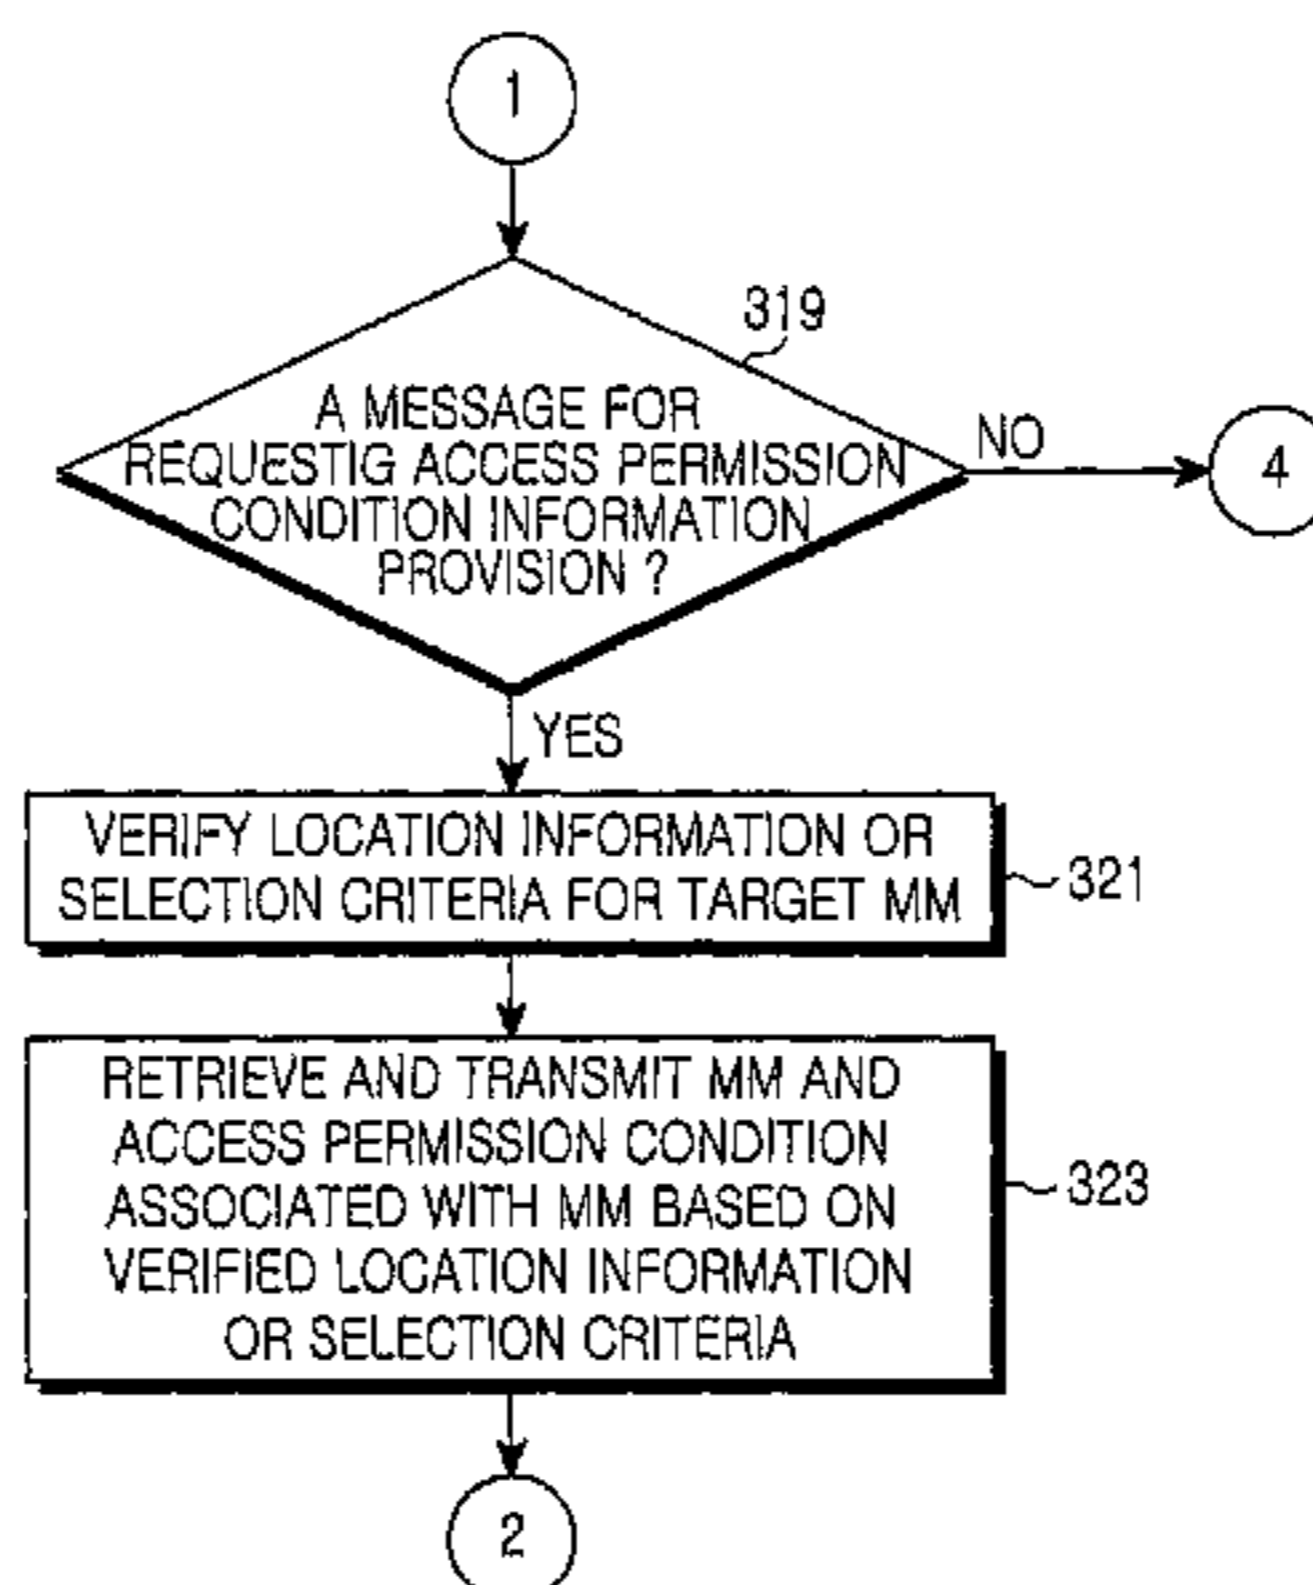 1
319
A MESSAGE FOR
REQUESTIG ACCESS PERMISSION
CONDITION INFORMATION
PROVISION ?
NO
4
YES
VERIFY LOCATION INFORMATION OR
SELECTION CRITERIA FOR TARGET MM
321
RETRIEVE AND TRANSMIT MM AND
ACCESS PERMISSION CONDITION
ASSOCIATED WITH MM BASED ON
VERIFIED LOCATION INFORMATION
OR SELECTION CRITERIA
323
2